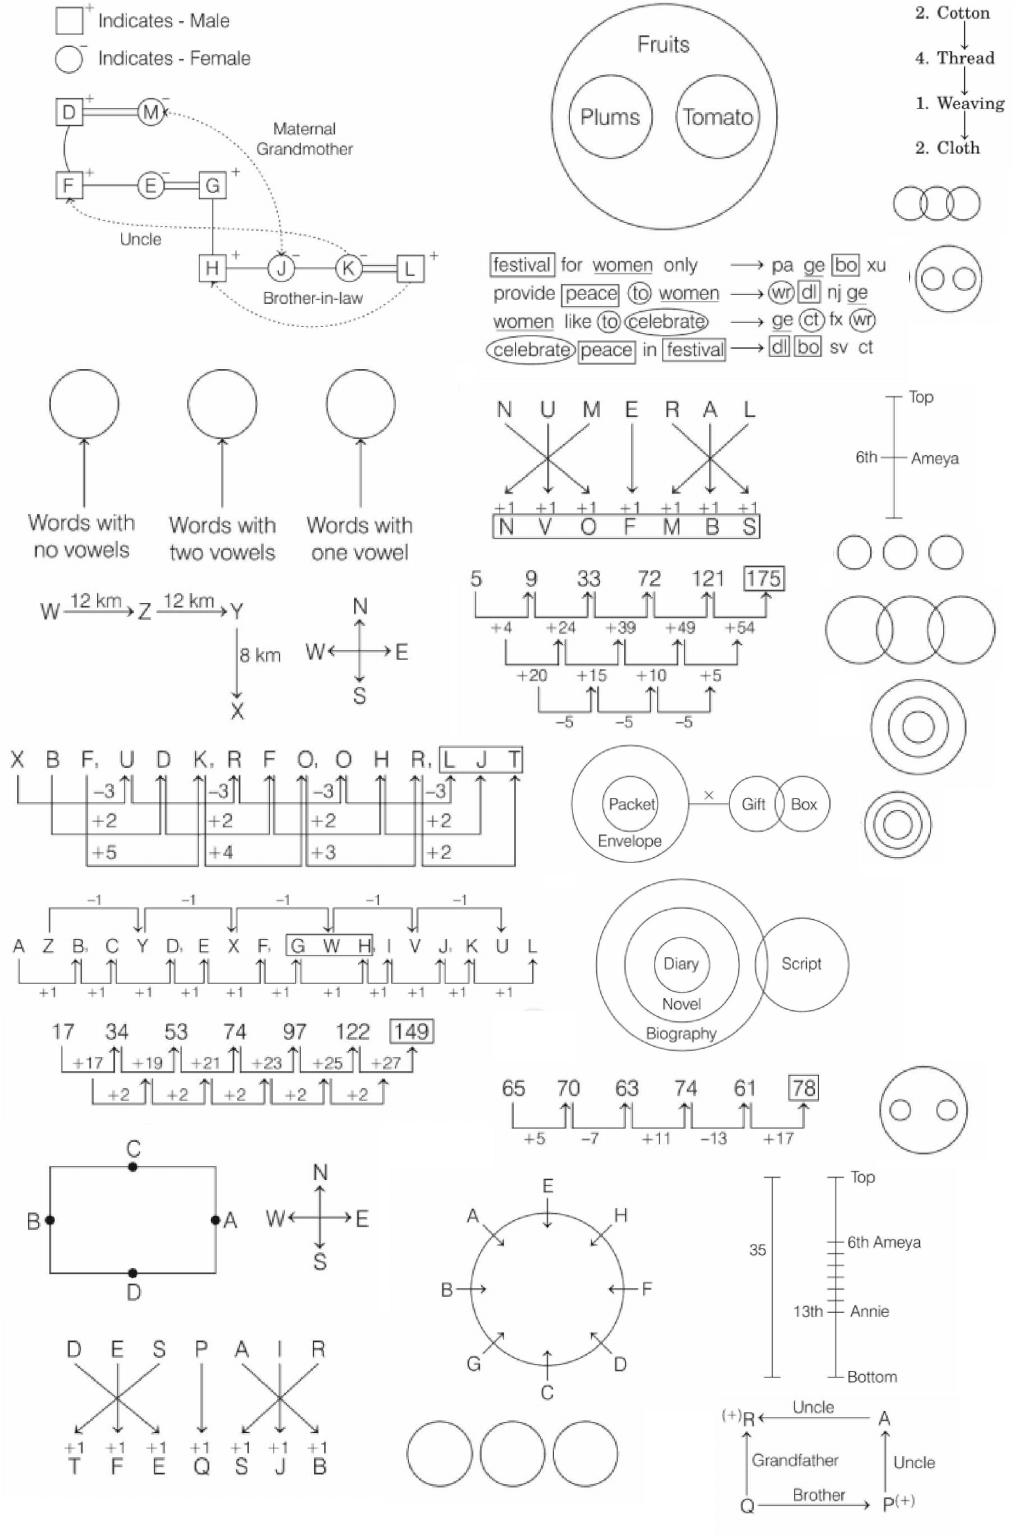 + Indicates - Male
− Indicates - Female
D + M −
Maternal
Grandmother
F + E − G +
Uncle
H + J − K − L +
Brother-in-law
Fruits
Plums Tomato
2. Cotton
4. Thread
1. Weaving
2. Cloth
festival for women only → pa ge bo xu
provide peace to women → wr dl nj ge
women like to celebrate → ge ct fx wr
celebrate peace in festival → dl bo sv ct
Words with
no vowels
Words with
two vowels
Words with
one vowel
N U M E R A L
+1 +1 +1 +1 +1 +1 +1
N V O F M B S
Top
6th Ameya
W 12 km Z 12 km Y
8 km
X
N
W E
S
5 9 33 72 121 175
+4 +24 +39 +49 +54
+20 +15 +10 +5
−5 −5 −5
X B F, U D K, R F O, O H R, L J T
−3 −3 −3 −3
+2 +2 +2 +2
+5 +4 +3 +2
Packet
Envelope
×
Gift Box
−1 −1 −1 −1 −1
A Z B, C Y D, E X F, G W H, I V J, K U L
+1 +1 +1 +1 +1 +1 +1 +1 +1 +1 +1
Diary
Novel
Biography
Script
17 34 53 74 97 122 149
+17 +19 +21 +23 +25 +27
+2 +2 +2 +2 +2
65 70 63 74 61 78
+5 −7 +11 −13 +17
C
B A
D
N
W E
S
E
A H
B F
G D
C
Top
35
6th Ameya
13th Annie
Bottom
D E S P A I R
+1 +1 +1 +1 +1 +1 +1
T F E Q S J B
(+)R Uncle A
Grandfather Uncle
Q Brother P(+)